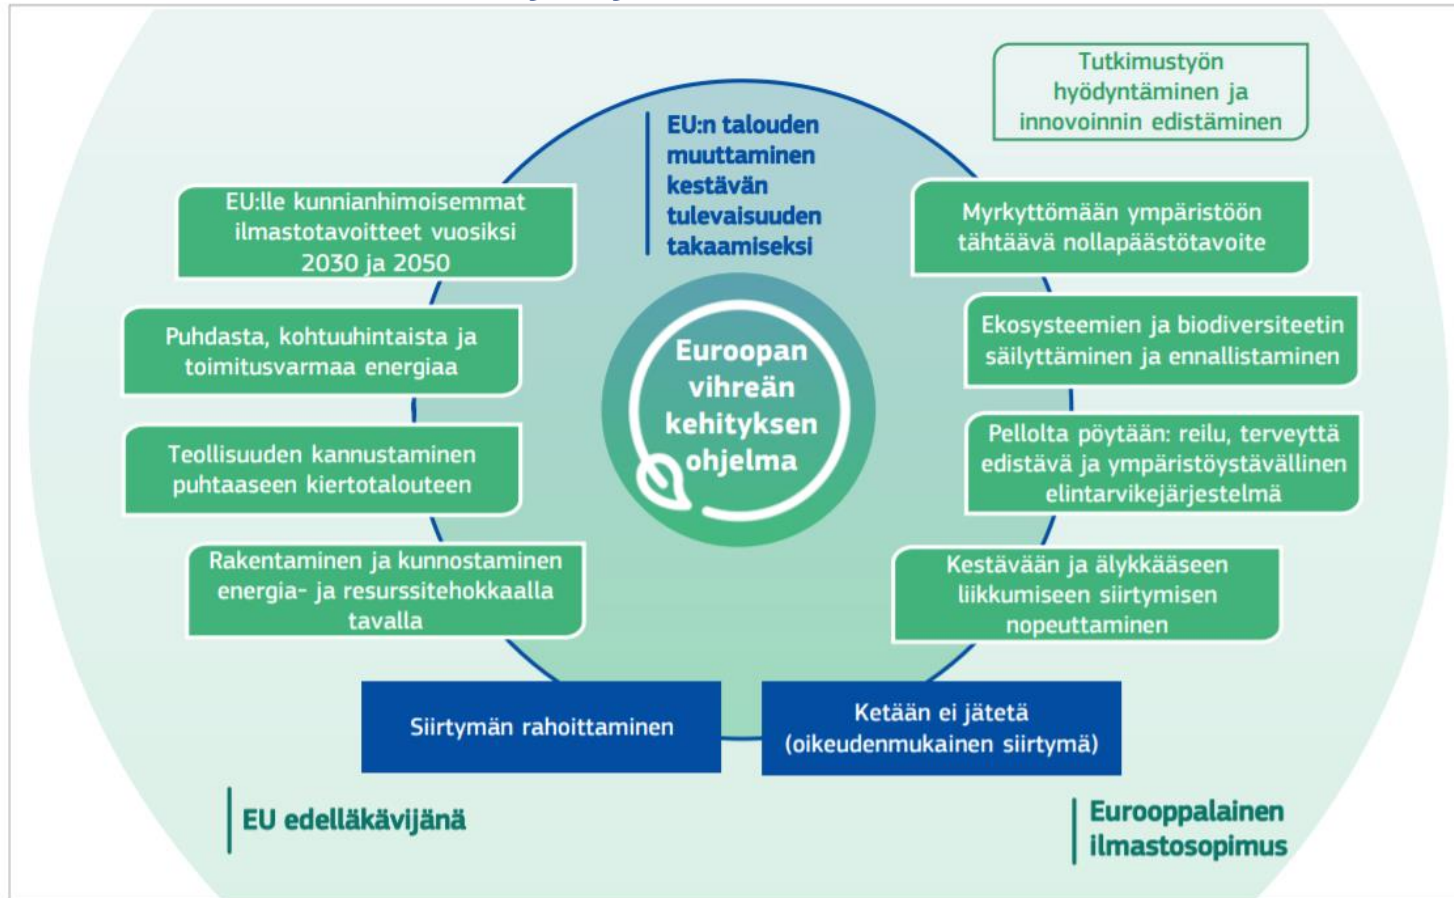 Tutkimustyön
hyödyntäminen ja
innovoinnin edistäminen
EU:n talouden
muuttaminen
kestävän
tulevaisuuden
takaamiseksi
EU:lle kunnianhimoisemmat
ilmastotavoitteet vuosiksi
2030 ja 2050
Puhdasta, kohtuuhintaista ja
toimitusvarmaa energiaa
Teollisuuden kannustaminen
puhtaaseen kiertotalouteen
Rakentaminen ja kunnostaminen
energia- ja resurssitehokkaalla
tavalla
Euroopan
vihreän
kehityksen
ohjelma
Myrkyttömään ympäristöön
tähtäävä nollapäästötavoite
Ekosysteemien ja biodiversiteetin
säilyttäminen ja ennallistaminen
Pellolta pöytään: reilu, terveyttä
edistävä ja ympäristöystävällinen
elintarvikejärjestelmä
Kestävään ja älykkääseen
liikkumiseen siirtymisen
nopeuttaminen
Siirtymän rahoittaminen
Ketään ei jätetä
(oikeudenmukainen siirtymä)
EU edelläkävijänä
Eurooppalainen
ilmastosopimus